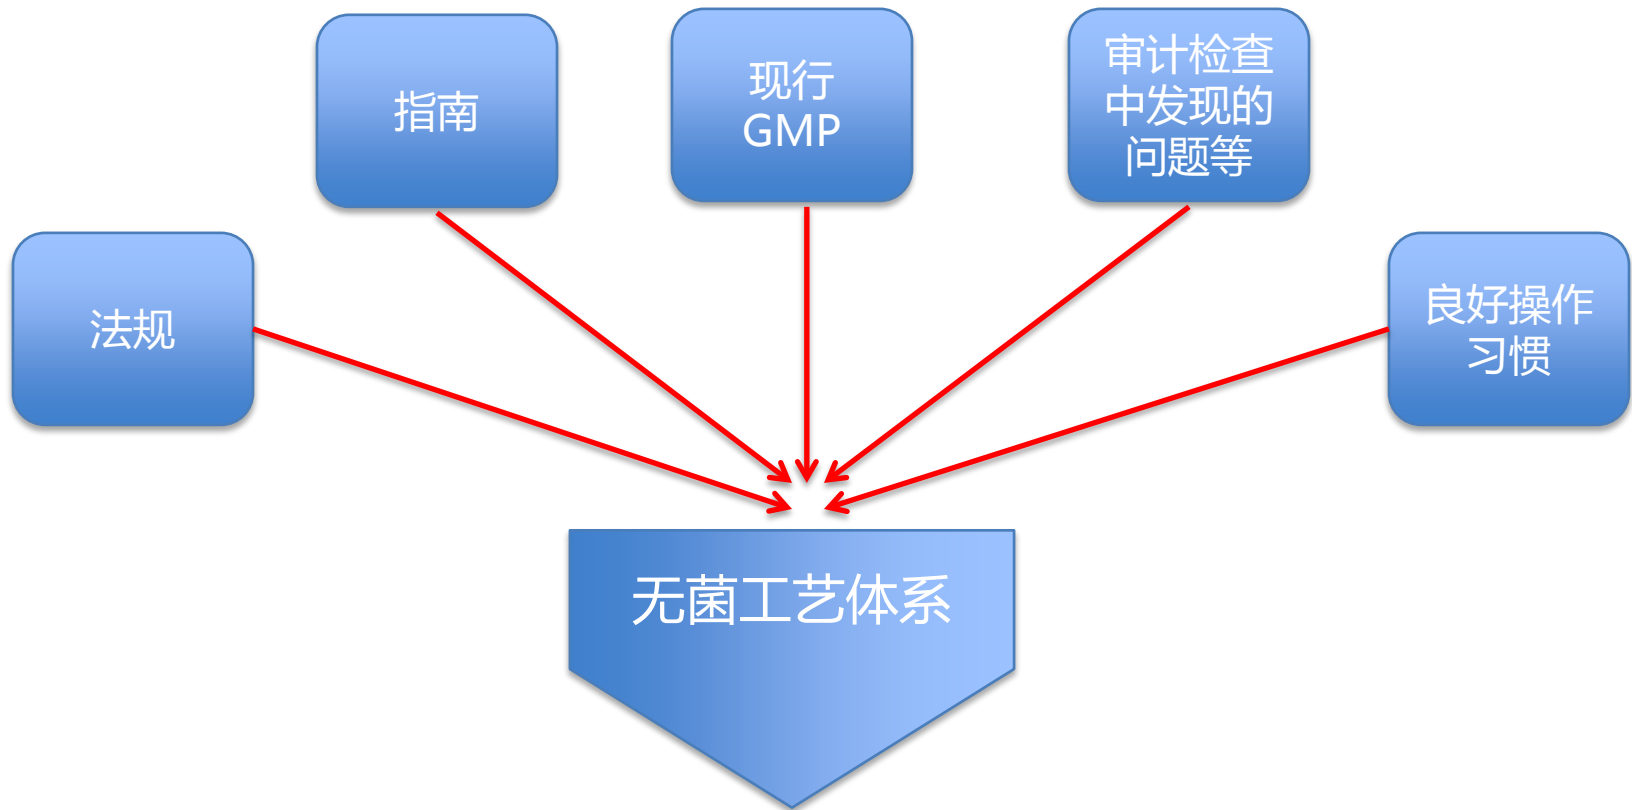 指南
现行
GMP
审计检查
中发现的
问题等
法规
良好操作
习惯
无菌工艺体系